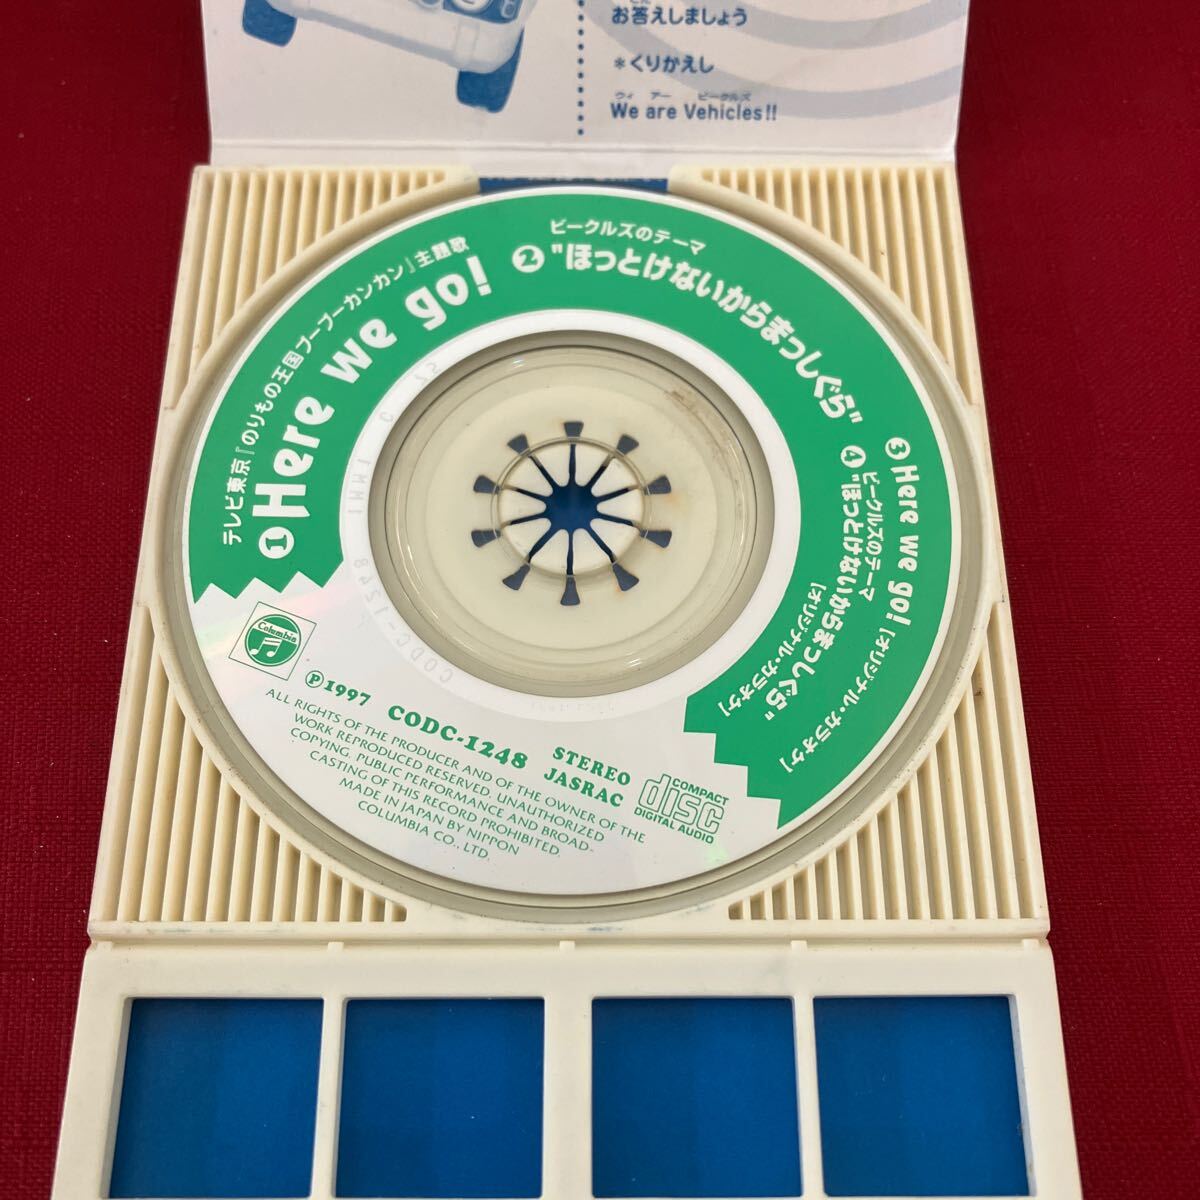 お答えしましょう
＊くりかえし
ウィ アー ビークルズ
We are Vehicles!!
テレビ東京『のりもの王国ブーブーカンカン』主題歌
❶Here we go!
ビークルズのテーマ
❷"ほっとけないからまっしぐら"
❸Here we go!［オリジナル・カラオケ］
ビークルズのテーマ
❹"ほっとけないからまっしぐら"
［オリジナル・カラオケ］
Columbia
Ⓟ1997 CODC-1248 STEREO
JASRAC
COMPACT
disc
DIGITAL AUDIO
ALL RIGHTS OF THE PRODUCER AND OF THE OWNER OF THE
WORK REPRODUCED RESERVED. UNAUTHORIZED
COPYING, PUBLIC PERFORMANCE AND BROAD-
CASTING OF THIS RECORD PROHIBITED.
MADE IN JAPAN BY NIPPON
COLUMBIA CO., LTD.
CODC-1248